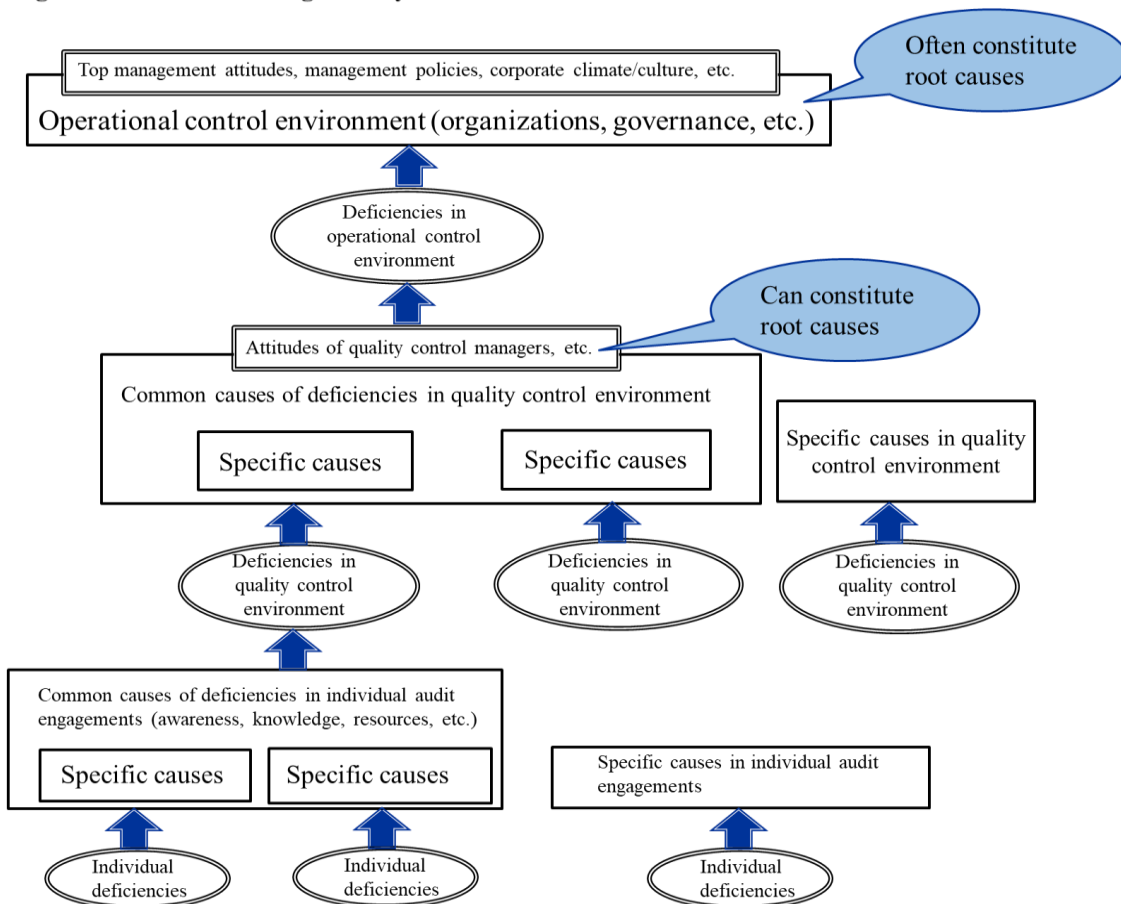 Often constitute
root causes
Top management attitudes, management policies, corporate climate/culture, etc.
Operational control environment (organizations, governance, etc.)
Deficiencies in
operational control
environment
Can constitute
root causes
Attitudes of quality control managers, etc.
Common causes of deficiencies in quality control environment
Specific causes
Specific causes
Specific causes in quality
control environment
Deficiencies in
quality control
environment
Deficiencies in
quality control
environment
Deficiencies in
quality control
environment
Common causes of deficiencies in individual audit
engagements (awareness, knowledge, resources, etc.)
Specific causes
Specific causes
Specific causes in individual audit
engagements
Individual
deficiencies
Individual
deficiencies
Individual
deficiencies